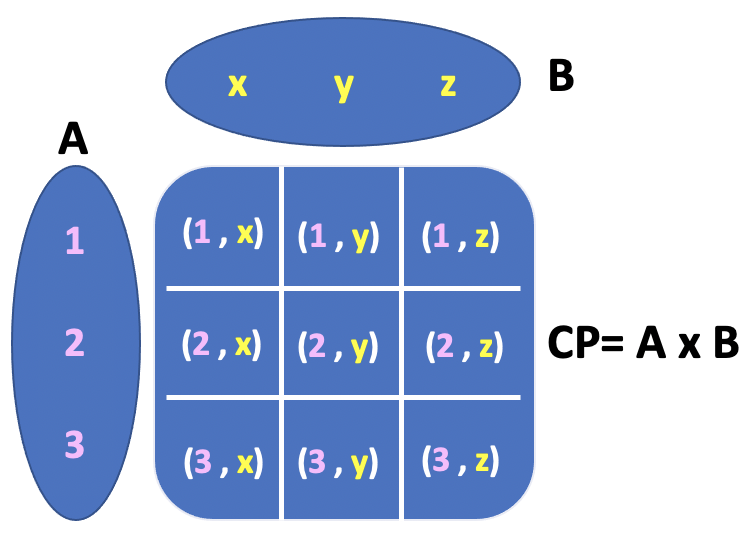 x y z B
A
1 (1 , x) (1 , y) (1 , z)
2 (2 , x) (2 , y) (2 , z) CP= A x B
3 (3 , x) (3 , y) (3 , z)